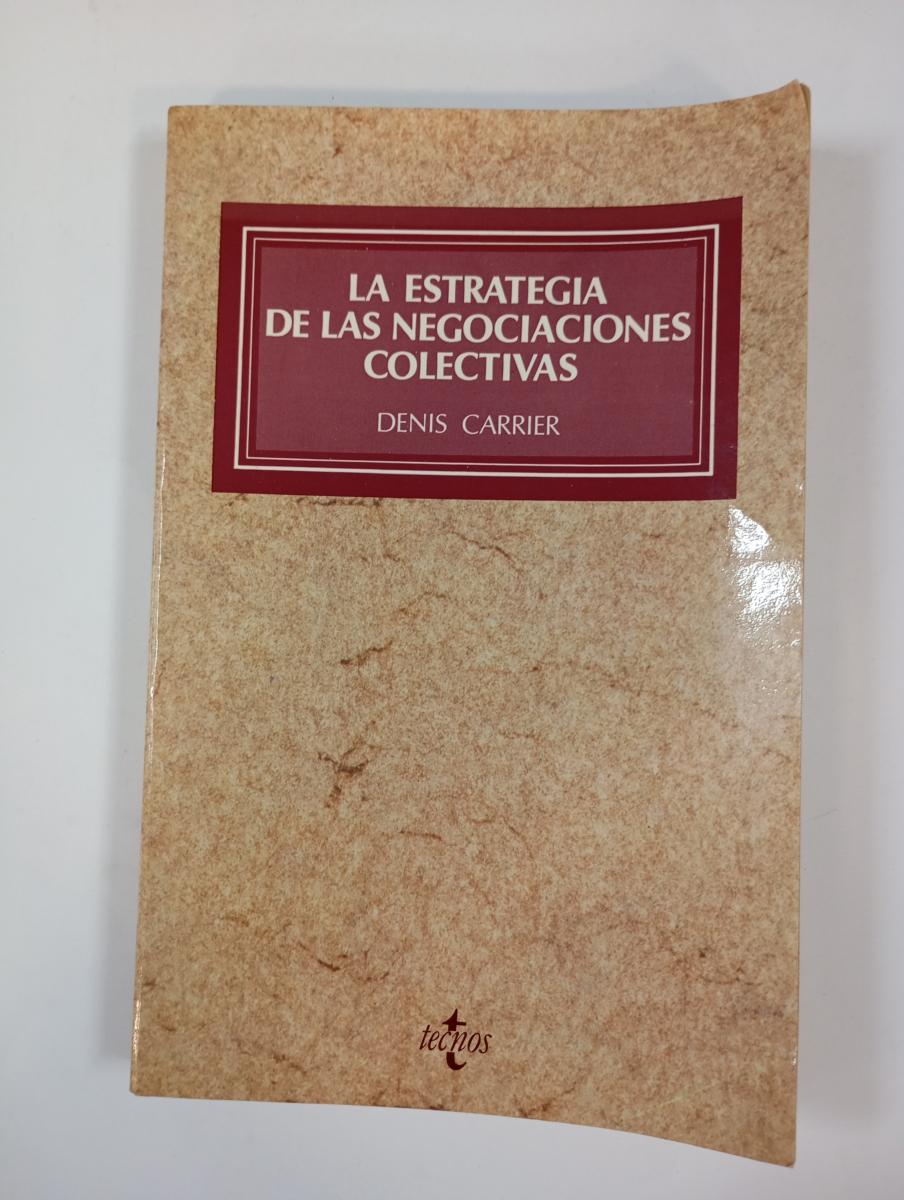 LA ESTRATEGIA
DE LAS NEGOCIACIONES
COLECTIVAS
DENIS CARRIER
tecnos